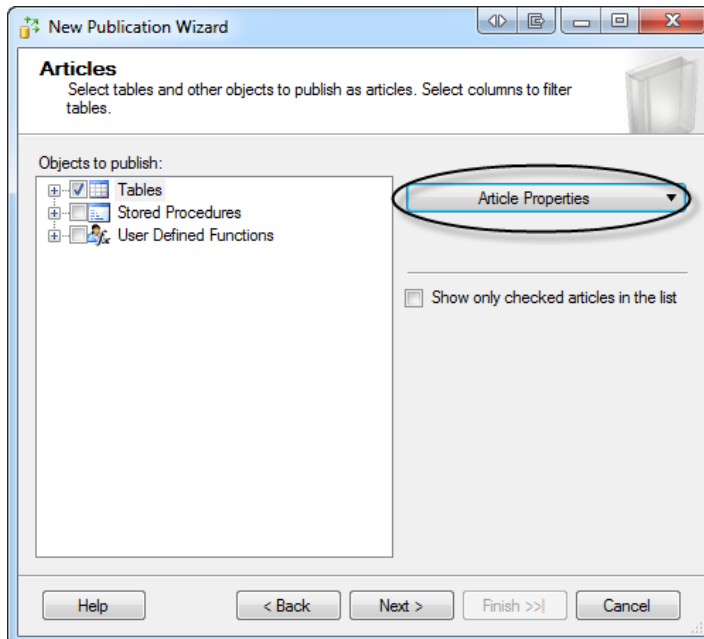 New Publication Wizard
Articles
Select tables and other objects to publish as articles. Select columns to filter
tables.
Objects to publish:
Tables
Stored Procedures
User Defined Functions
Article Properties
Show only checked articles in the list
Help
< Back
Next >
Finish >>|
Cancel